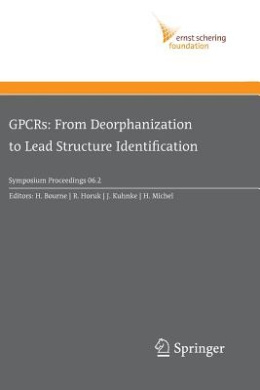 ernst schering
foundation
GPCRs: From Deorphanization
to Lead Structure Identification
Symposium Proceedings 06.2
Editors: H. Bourne | R. Horuk | J. Kuhnke | H. Michel
Springer